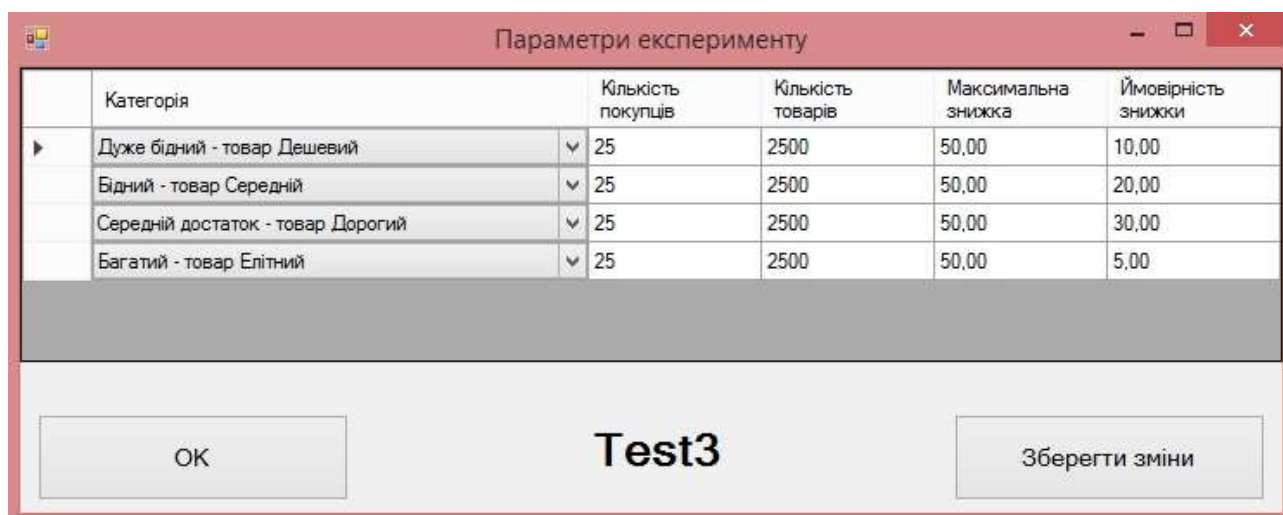 Параметри експерименту
Категорія Кількість покупців Кількість товарів Максимальна знижка Ймовірність знижки
Дуже бідний - товар Дешевий 25 2500 50,00 10,00
Бідний - товар Середній 25 2500 50,00 20,00
Середній достаток - товар Дорогий 25 2500 50,00 30,00
Багатий - товар Елітний 25 2500 50,00 5,00
OK Test3 Зберегти зміни